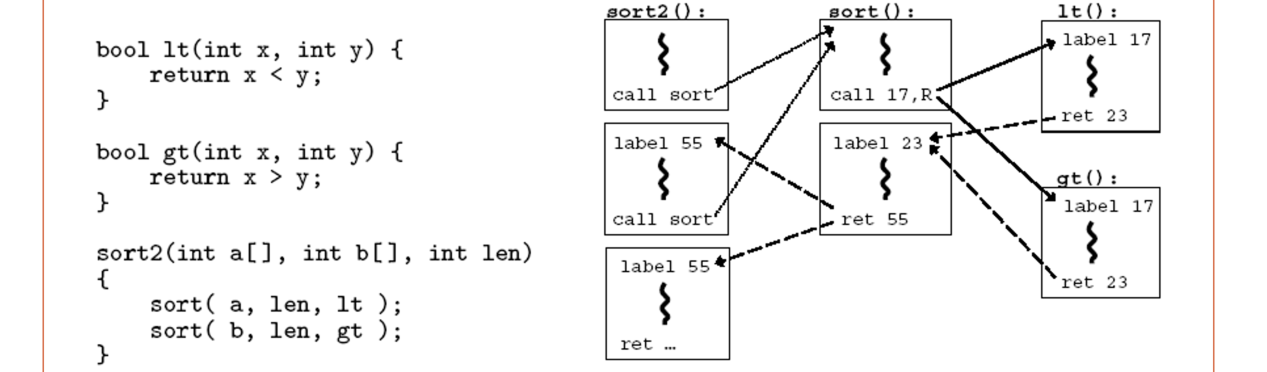 bool lt(int x, int y) {
    return x < y;
}
bool gt(int x, int y) {
    return x > y;
}
sort2(int a[], int b[], int len)
{
    sort( a, len, lt );
    sort( b, len, gt );
}
sort2():
call sort
label 55
call sort
label 55
ret …
sort():
call 17,R
label 23
ret 55
lt():
label 17
ret 23
gt():
label 17
ret 23